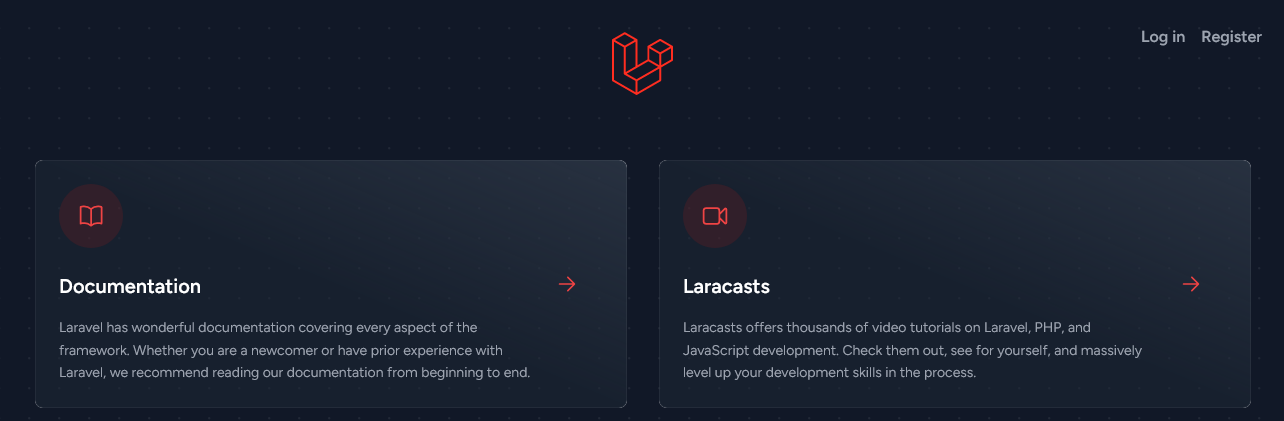 Log in Register
Documentation
Laravel has wonderful documentation covering every aspect of the
framework. Whether you are a newcomer or have prior experience with
Laravel, we recommend reading our documentation from beginning to end.
Laracasts
Laracasts offers thousands of video tutorials on Laravel, PHP, and
JavaScript development. Check them out, see for yourself, and massively
level up your development skills in the process.